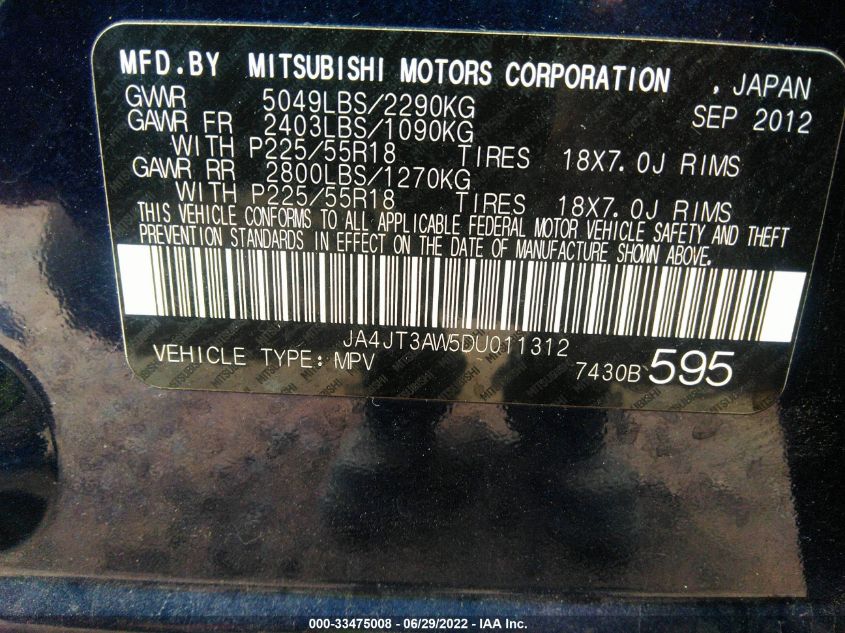 MFD.BY MITSUBISHI MOTORS CORPORATION , JAPAN
GVWR 5049LBS/2290KG SEP 2012
GAWR FR 2403LBS/1090KG
WITH P225/55R18 TIRES 18X7.0J RIMS
GAWR RR 2800LBS/1270KG
WITH P225/55R18 TIRES 18X7.0J RIMS
THIS VEHICLE CONFORMS TO ALL APPLICABLE FEDERAL MOTOR VEHICLE SAFETY AND THEFT
PREVENTION STANDARDS IN EFFECT ON THE DATE OF MANUFACTURE SHOWN ABOVE.
JA4JT3AW5DU011312
VEHICLE TYPE: MPV 7430B 595
000-33475008 - 06/29/2022 - IAA Inc.